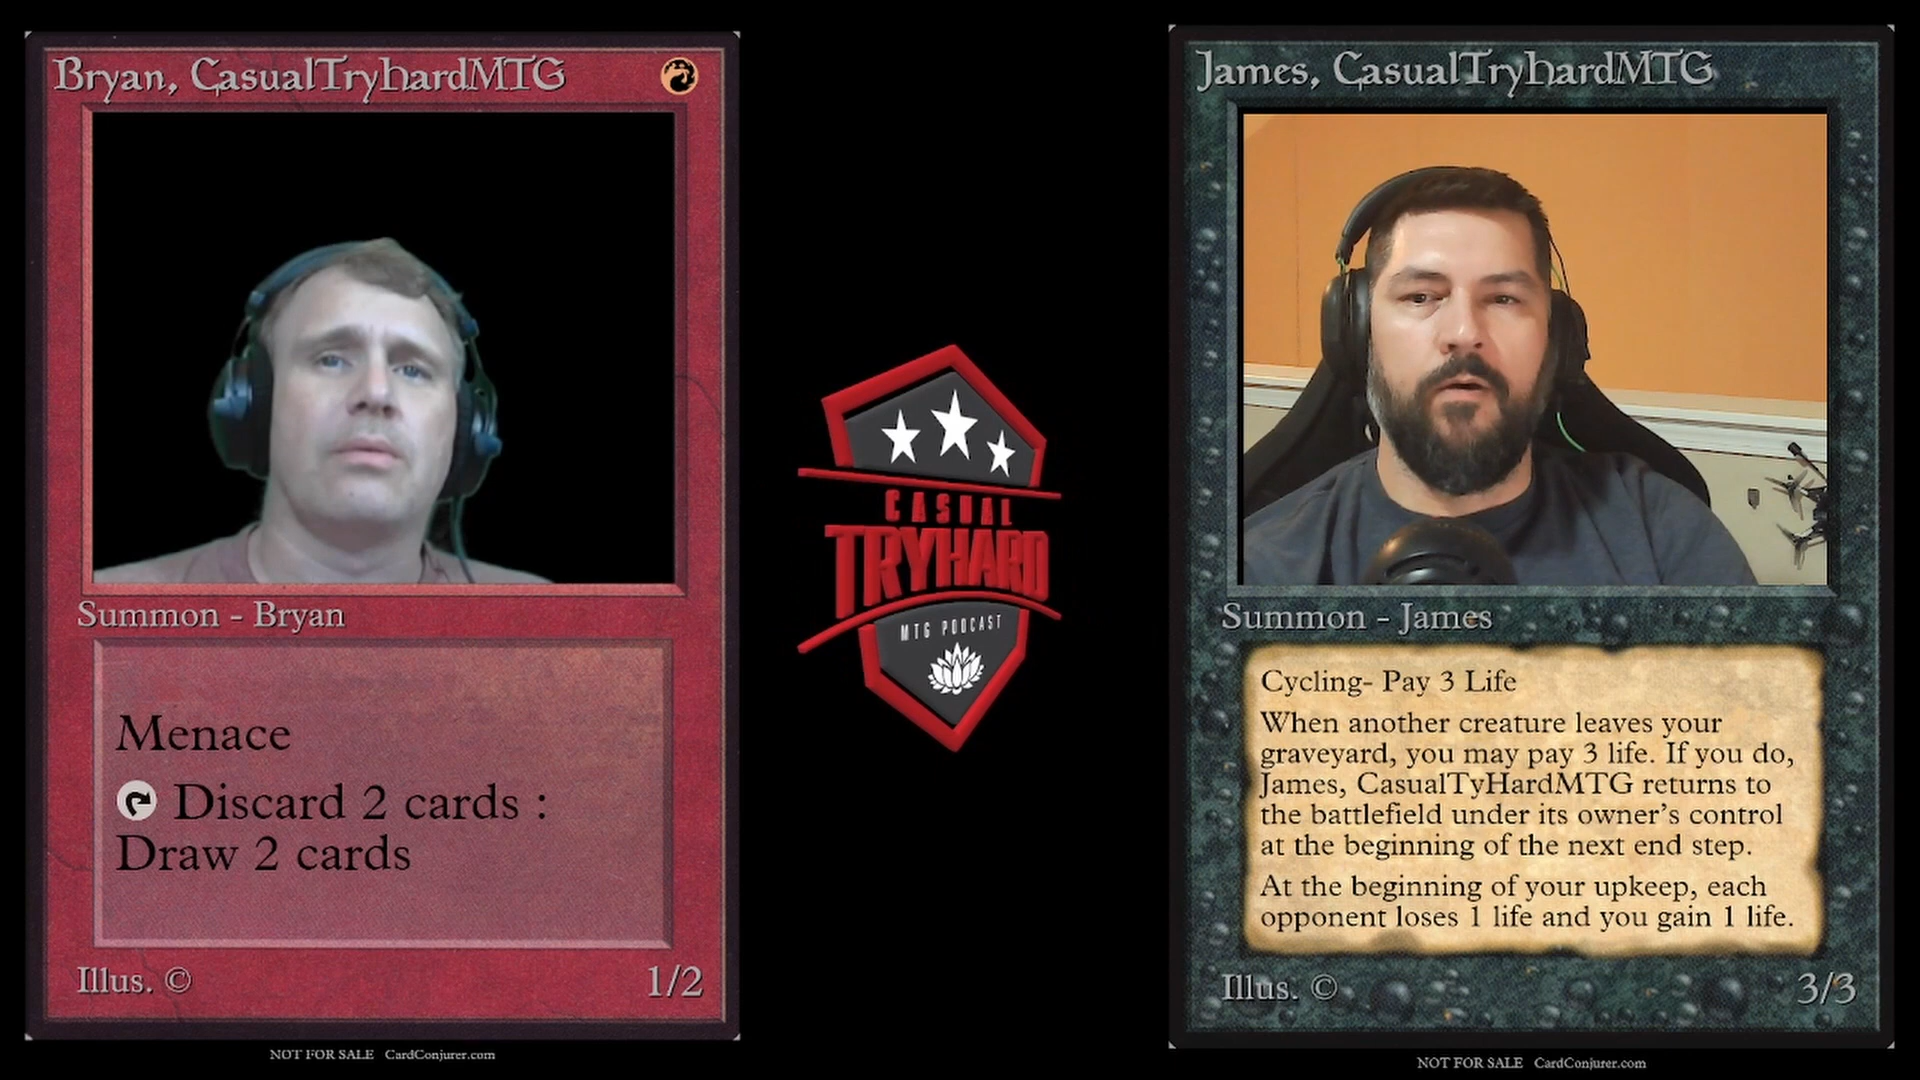 Bryan, CasualTryhardMTG
Summon - Bryan
Menace
Discard 2 cards :
Draw 2 cards
Illus. ©
1/2
NOT FOR SALE CardConjurer.com
CASUAL
TRYHARD
MTG PODCAST
James, CasualTryhardMTG
Summon - James
Cycling- Pay 3 Life
When another creature leaves your
graveyard, you may pay 3 life. If you do,
James, CasualTyHardMTG returns to
the battlefield under its owner's control
at the beginning of the next end step.
At the beginning of your upkeep, each
opponent loses 1 life and you gain 1 life.
Illus. ©
3/3
NOT FOR SALE CardConjurer.com